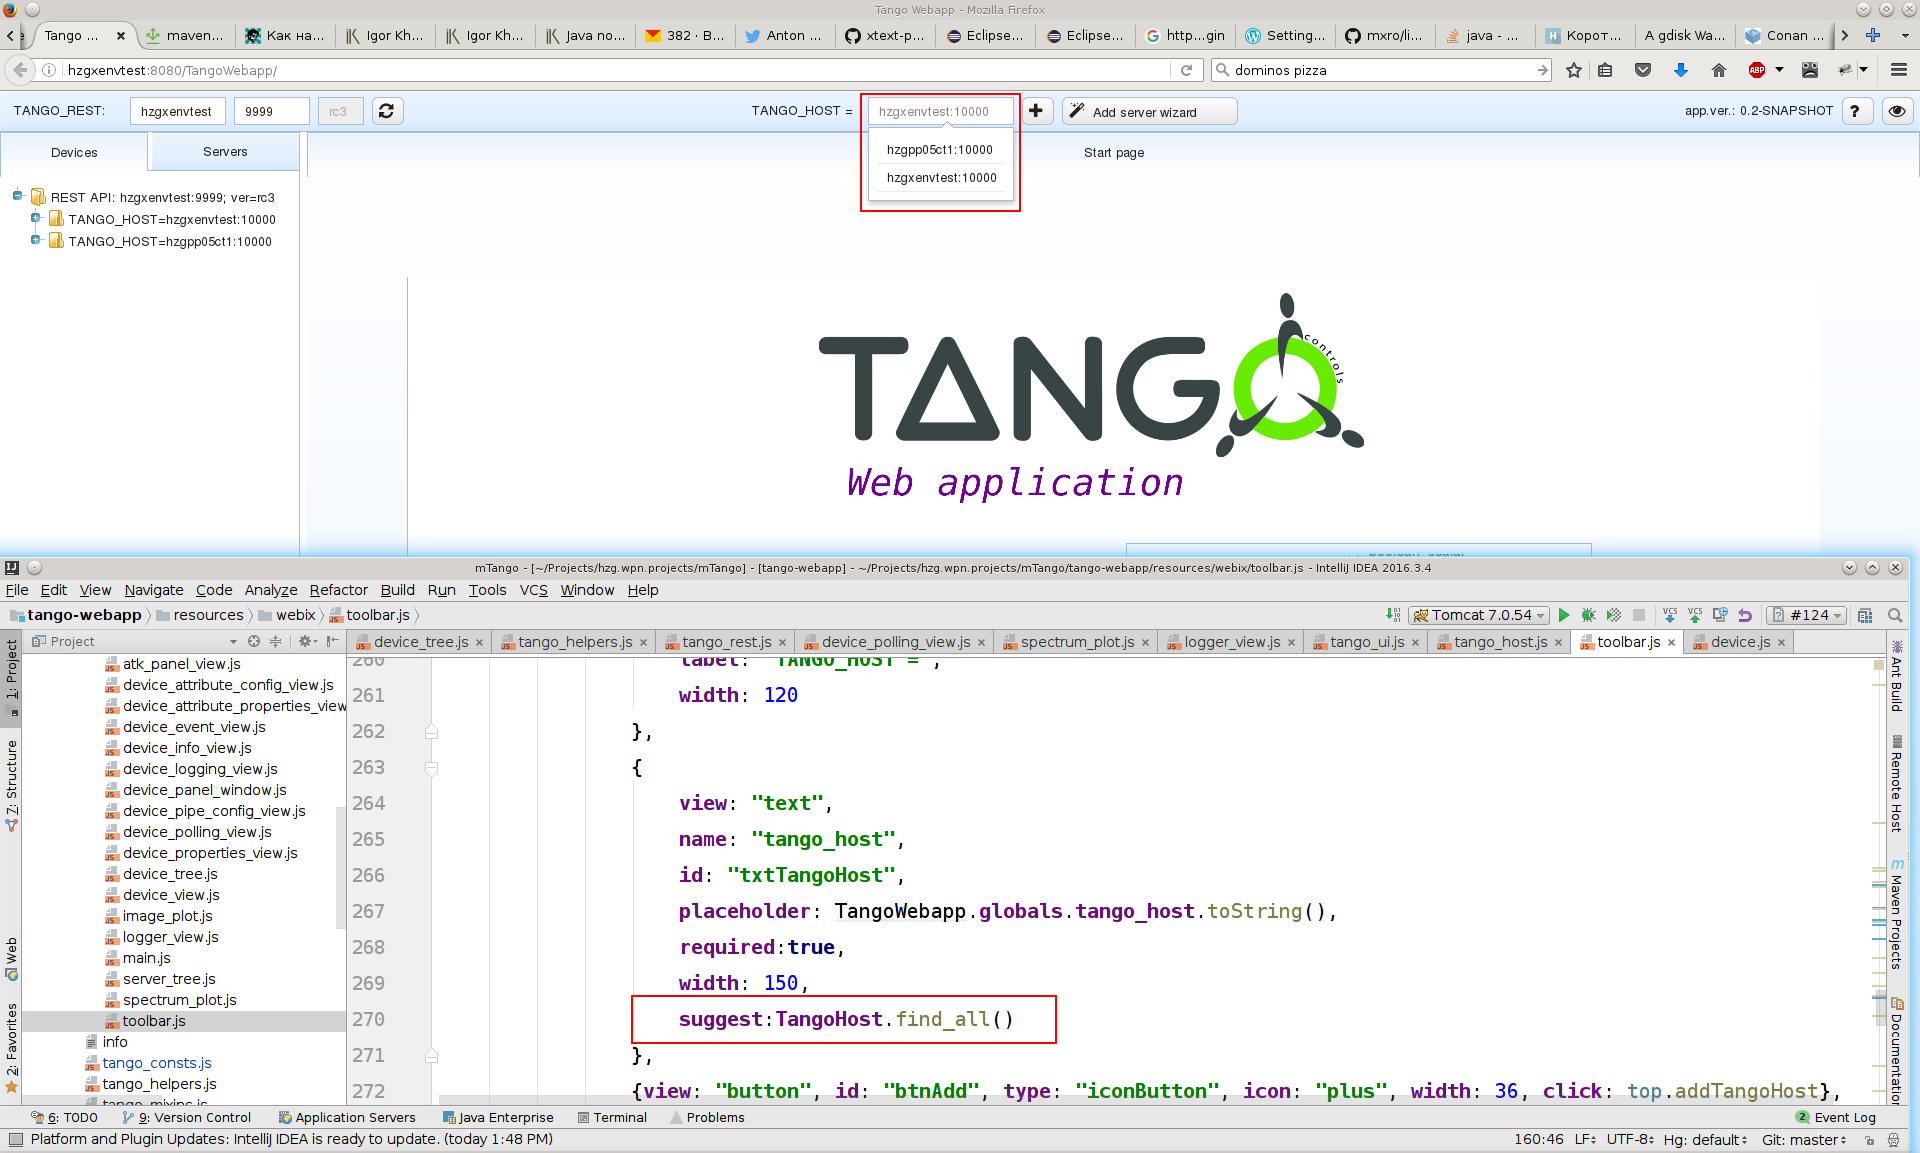 Tango Webapp - Mozilla Firefox
Tango ...
maven...
Как на...
Igor Kh...
Igor Kh...
Java no...
382 · B...
Anton ...
xtext-p...
Eclipse...
Eclipse...
http...gin
Setting...
mxro/li...
java - ...
Корот...
A gdisk Wa...
Conan ...
hzgxenvtest:8080/TangoWebapp/
dominos pizza
ABP
TANGO_REST:
hzgxenvtest
9999
rc3
TANGO_HOST =
hzgxenvtest:10000
Add server wizard
app.ver.: 0.2-SNAPSHOT
?
hzgpp05ct1:10000
hzgxenvtest:10000
Devices
Servers
Start page
REST API: hzgxenvtest:9999; ver=rc3
TANGO_HOST=hzgxenvtest:10000
TANGO_HOST=hzgpp05ct1:10000
TANGO
controls
Web application
mTango - [~/Projects/hzg.wpn.projects/mTango] - [tango-webapp] - ~/Projects/hzg.wpn.projects/mTango/tango-webapp/resources/webix/toolbar.js - IntelliJ IDEA 2016.3.4
File Edit View Navigate Code Analyze Refactor Build Run Tools VCS Window Help
tango-webapp
resources
webix
toolbar.js
Tomcat 7.0.54
VCS
VCS
#124
Project
device_tree.js
tango_helpers.js
tango_rest.js
device_polling_view.js
spectrum_plot.js
logger_view.js
tango_ui.js
tango_host.js
toolbar.js
device.js
1: Project
Z: Structure
Web
2: Favorites
atk_panel_view.js
device_attribute_config_view.js
device_attribute_properties_view
device_event_view.js
device_info_view.js
device_logging_view.js
device_panel_window.js
device_pipe_config_view.js
device_polling_view.js
device_properties_view.js
device_tree.js
device_view.js
image_plot.js
logger_view.js
main.js
server_tree.js
spectrum_plot.js
toolbar.js
info
tango_consts.js
tango_helpers.js
tango_mixins.js
260 label: "TANGO_HOST = ",
261 width: 120
262 },
263 {
264 view: "text",
265 name: "tango_host",
266 id: "txtTangoHost",
267 placeholder: TangoWebapp.globals.tango_host.toString(),
268 required:true,
269 width: 150,
270 suggest:TangoHost.find_all()
271 },
272 {view: "button", id: "btnAdd", type: "iconButton", icon: "plus", width: 36, click: top.addTangoHost},
Ant Build
Remote Host
Maven Projects
Documentation
6: TODO
9: Version Control
Application Servers
Java Enterprise
Terminal
Problems
2 Event Log
Platform and Plugin Updates: IntelliJ IDEA is ready to update. (today 1:48 PM)
160:46 LF UTF-8 Hg: default Git: master